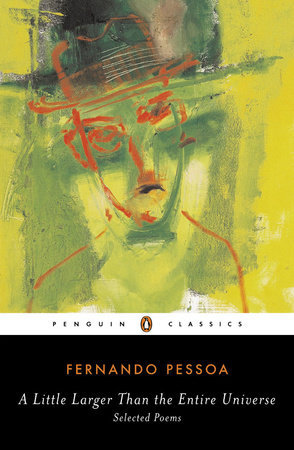 PENGUIN CLASSICS
FERNANDO PESSOA
A Little Larger Than the Entire Universe
Selected Poems